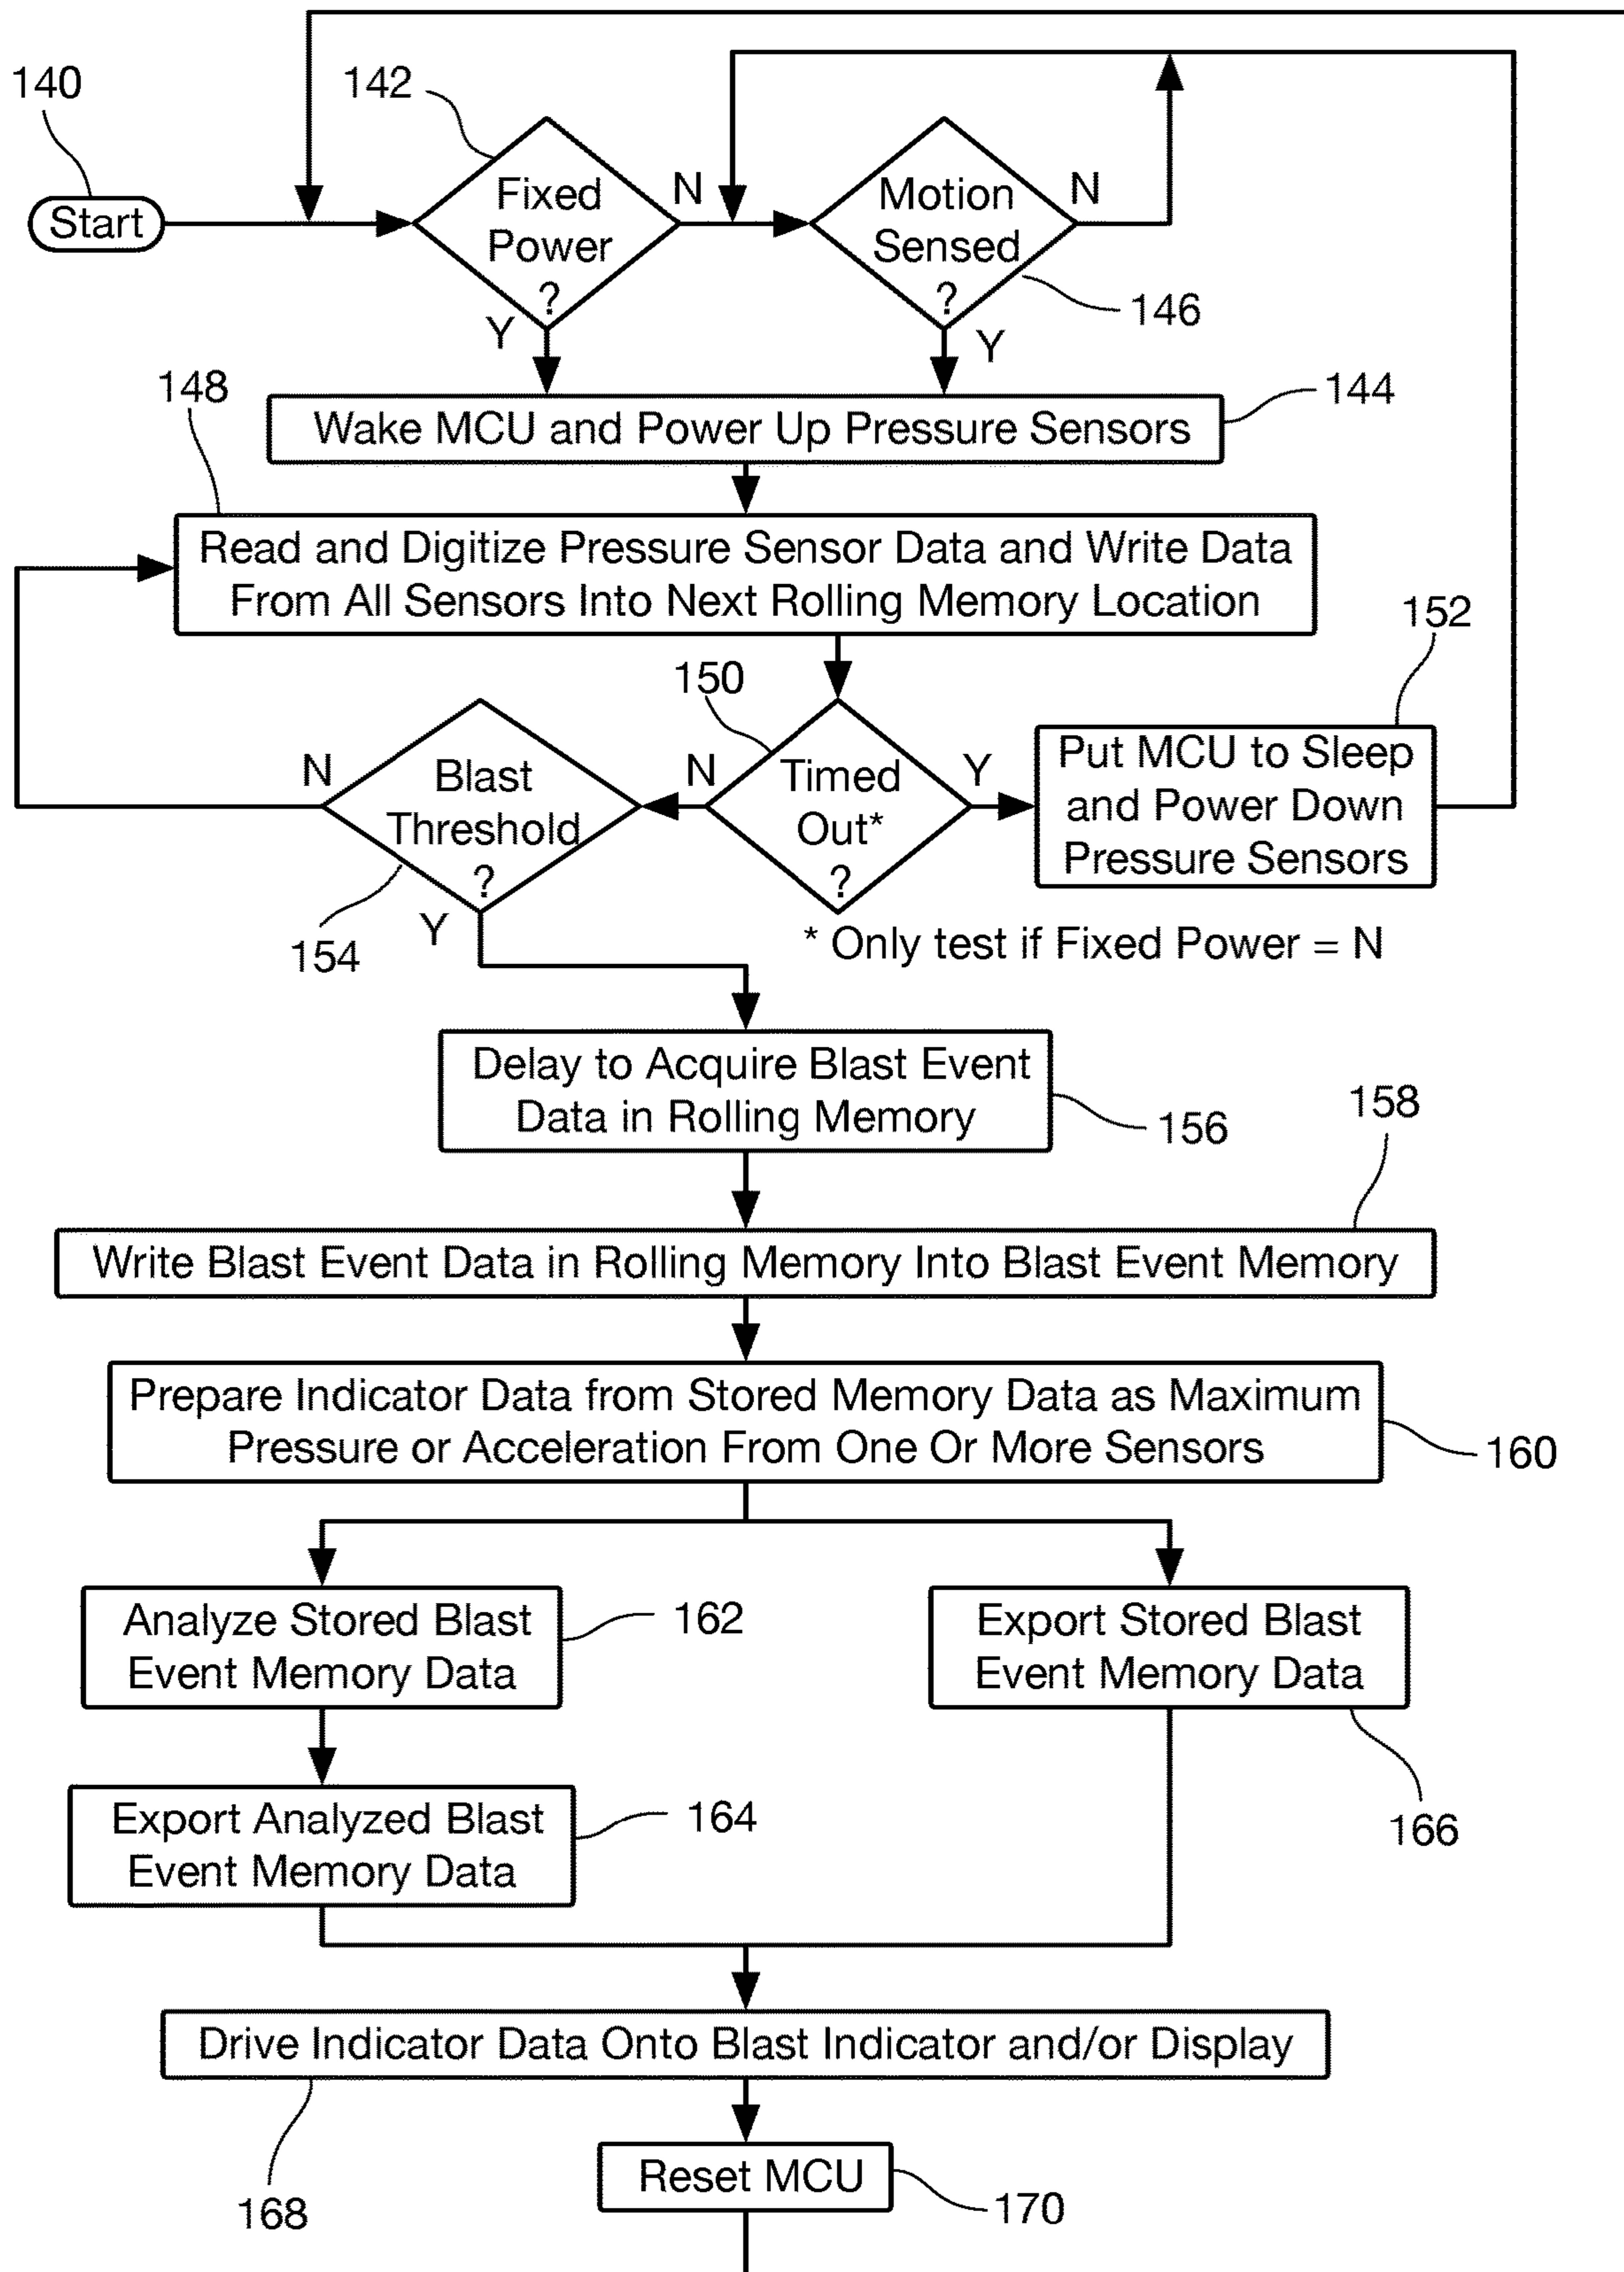 140
142
Start
Fixed
Power
?
N
Y
Motion
Sensed
?
N
Y
146
144
Wake MCU and Power Up Pressure Sensors
148
Read and Digitize Pressure Sensor Data and Write Data
From All Sensors Into Next Rolling Memory Location
150
152
N
Blast
Threshold
?
Y
154
N
Timed
Out*
?
Y
Put MCU to Sleep
and Power Down
Pressure Sensors
* Only test if Fixed Power = N
Delay to Acquire Blast Event
Data in Rolling Memory
156
158
Write Blast Event Data in Rolling Memory Into Blast Event Memory
Prepare Indicator Data from Stored Memory Data as Maximum
Pressure or Acceleration From One Or More Sensors
160
Analyze Stored Blast
Event Memory Data
162
Export Stored Blast
Event Memory Data
166
Export Analyzed Blast
Event Memory Data
164
Drive Indicator Data Onto Blast Indicator and/or Display
168
Reset MCU
170